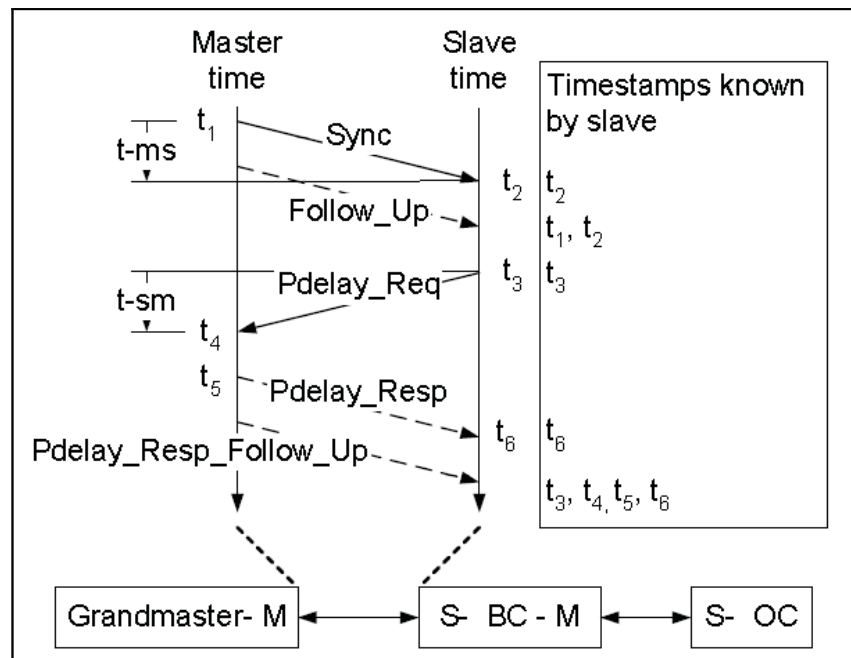 Master time
Slave time
Timestamps known by slave
t₁
t-ms
Sync
t₂
t₂
Follow_Up
t₁, t₂
t₃
t₃
Pdelay_Req
t-sm
t₄
t₅
Pdelay_Resp
t₆
t₆
Pdelay_Resp_Follow_Up
t₃, t₄, t₅, t₆
Grandmaster- M
S- BC - M
S- OC